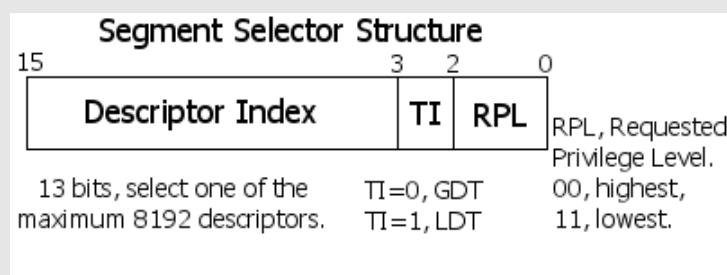 Segment Selector Structure
15 3 2 0
Descriptor Index TI RPL
RPL, Requested
Privilege Level.
00, highest,
11, lowest.
13 bits, select one of the
maximum 8192 descriptors.
TI=0, GDT
TI=1, LDT